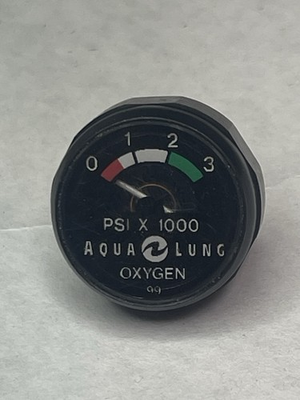 0 1 2 3
PSI X 1000
AQUA LUNG
OXYGEN
99